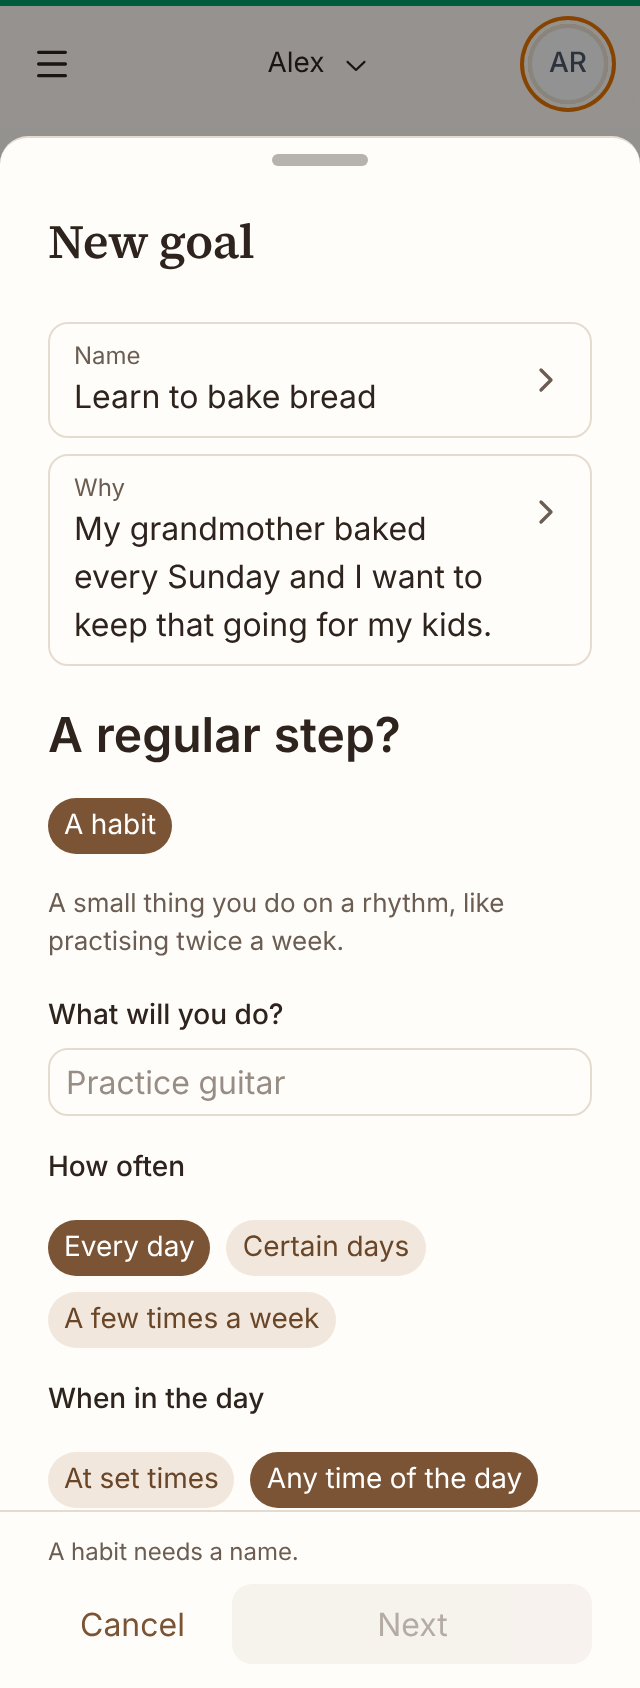 Alex
AR
New goal
Name
Learn to bake bread
Why
My grandmother baked
every Sunday and I want to
keep that going for my kids.
A regular step?
A habit
A small thing you do on a rhythm, like
practising twice a week.
What will you do?
Practice guitar
How often
Every day
Certain days
A few times a week
When in the day
At set times
Any time of the day
A habit needs a name.
Cancel
Next